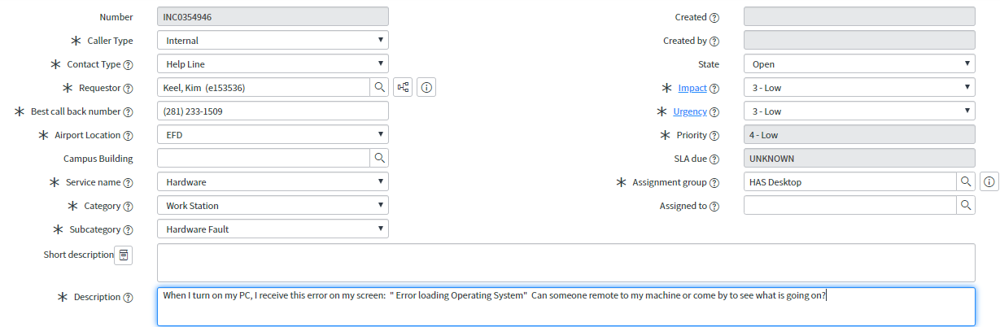 Number INC0354946 Created
Caller Type Internal Created by
Contact Type Help Line State Open
Requestor Keel, Kim (e153536) Impact 3 - Low
Best call back number (281) 233-1509 Urgency 3 - Low
Airport Location EFD Priority 4 - Low
Campus Building SLA due UNKNOWN
Service name Hardware Assignment group HAS Desktop
Category Work Station Assigned to
Subcategory Hardware Fault
Short description
Description When I turn on my PC, I receive this error on my screen: " Error loading Operating System" Can someone remote to my machine or come by to see what is going on?